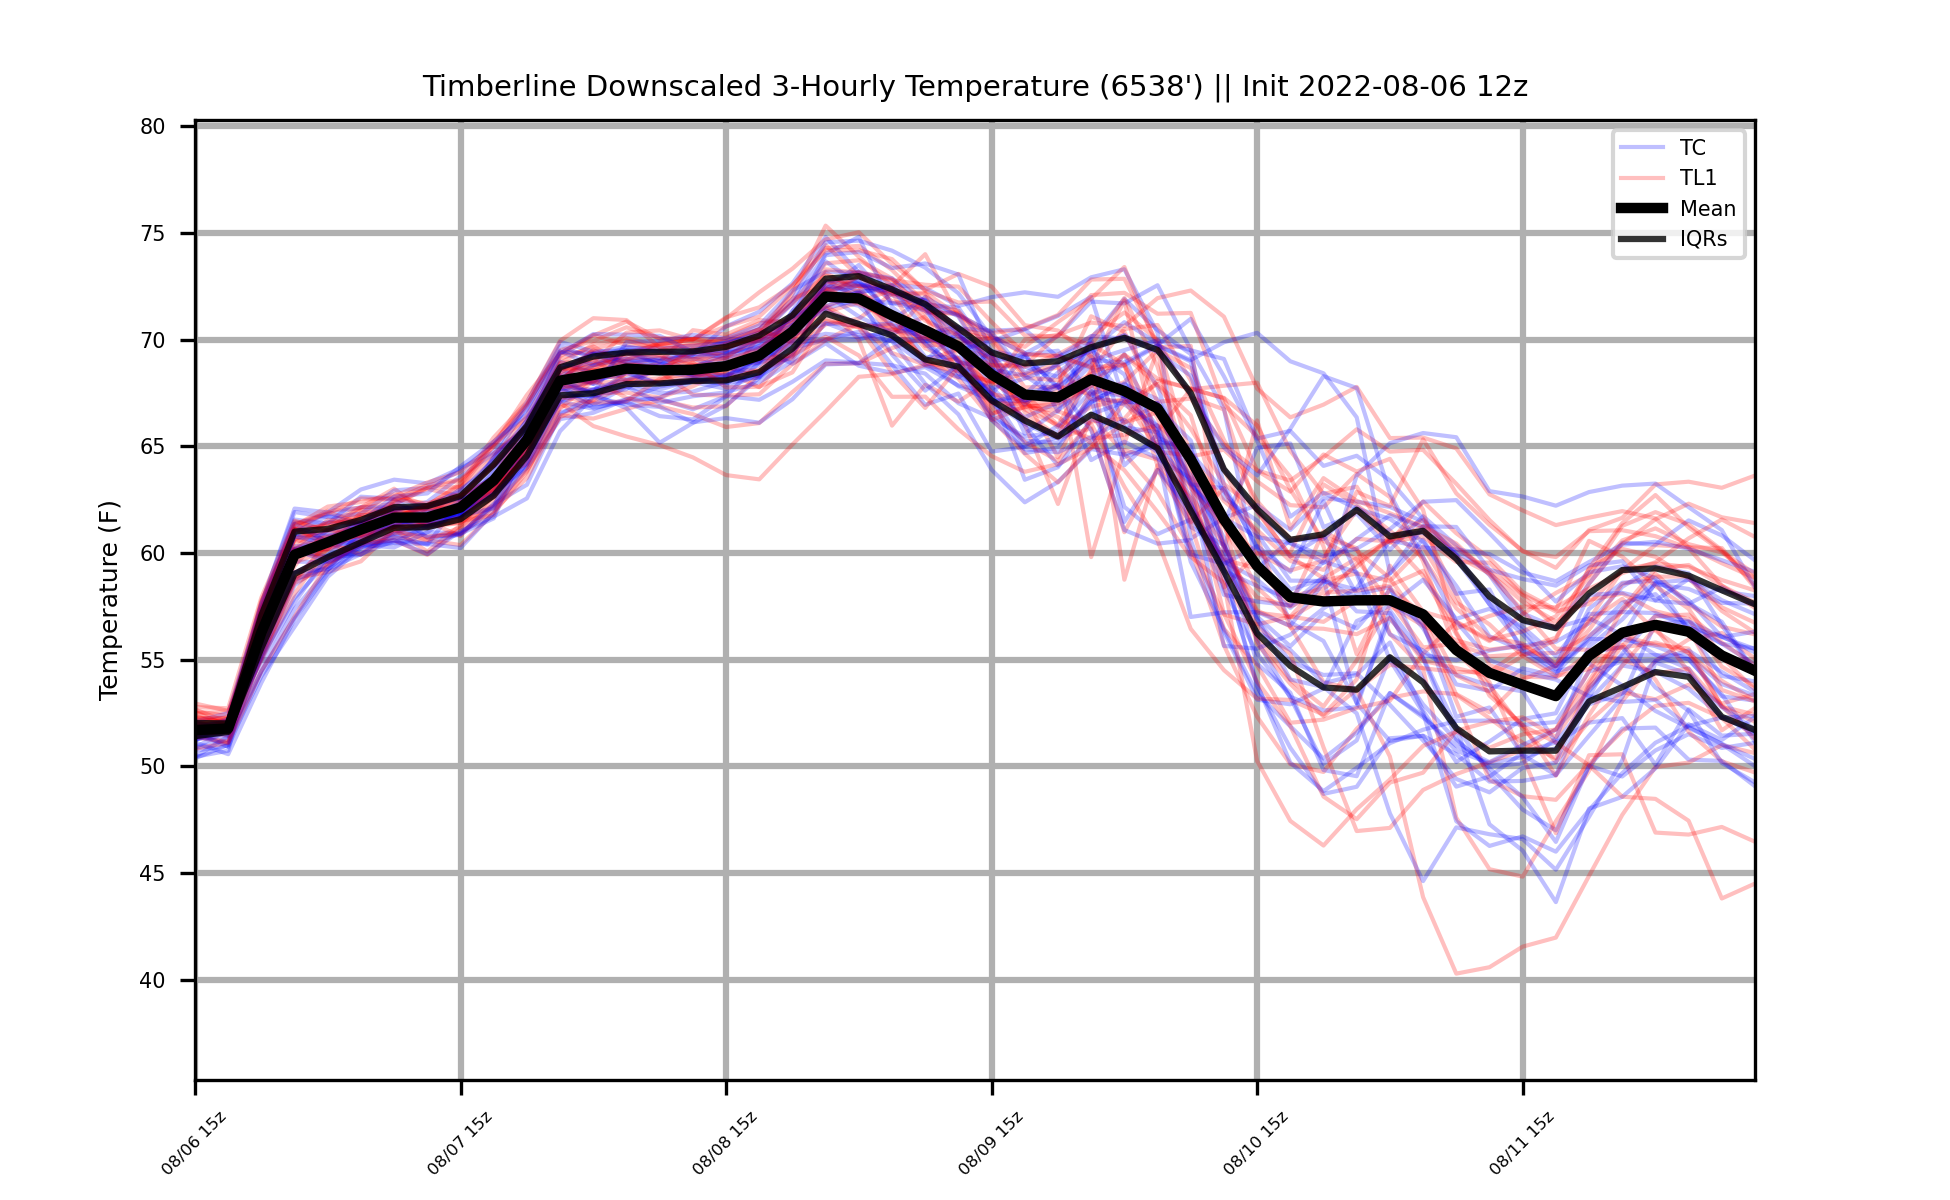 Timberline Downscaled 3-Hourly Temperature (6538') || Init 2022-08-06 12z
TC
TL1
Mean
IQRs
Temperature (F)
80
75
70
65
60
55
50
45
40
08/06 15z
08/07 15z
08/08 15z
08/09 15z
08/10 15z
08/11 15z